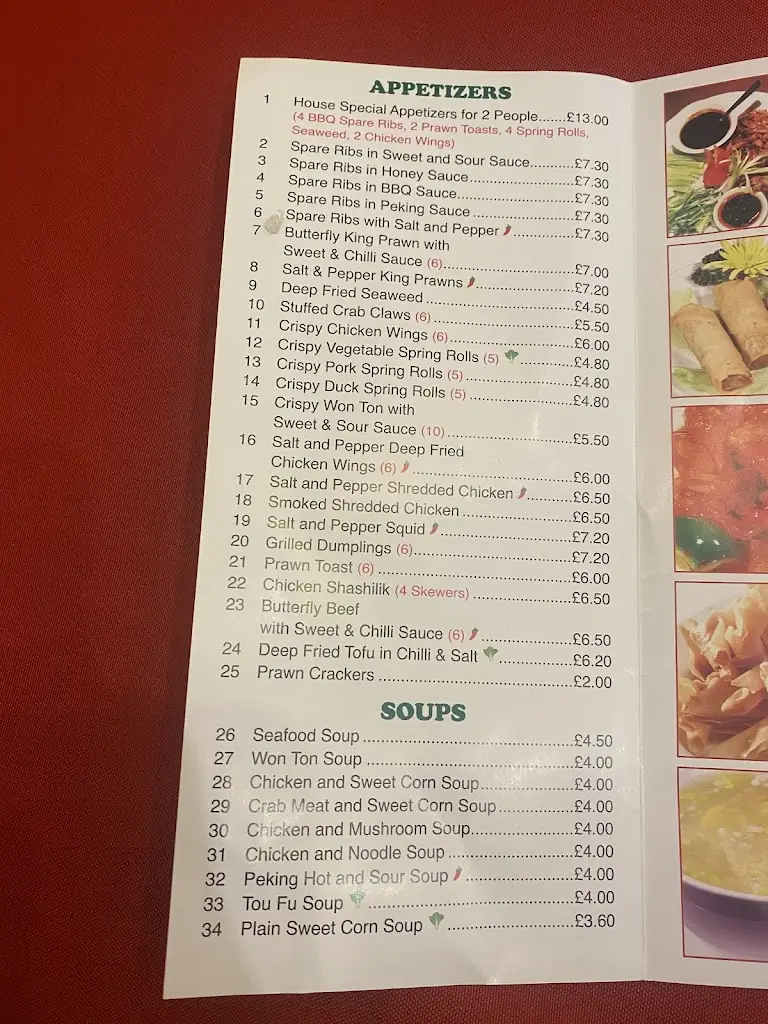 APPETIZERS
1 House Special Appetizers for 2 People.......£13.00
(4 BBQ Spare Ribs, 2 Prawn Toasts, 4 Spring Rolls,
Seaweed, 2 Chicken Wings)
2 Spare Ribs in Sweet and Sour Sauce..........£7.30
3 Spare Ribs in Honey Sauce........................£7.30
4 Spare Ribs in BBQ Sauce..........................£7.30
5 Spare Ribs in Peking Sauce.......................£7.30
6 Spare Ribs with Salt and Pepper..............£7.30
7 Butterfly King Prawn with
Sweet & Chilli Sauce (6)............................£7.00
8 Salt & Pepper King Prawns.....................£7.20
9 Deep Fried Seaweed................................£4.50
10 Stuffed Crab Claws (6).............................£5.50
11 Crispy Chicken Wings (6)..........................£6.00
12 Crispy Vegetable Spring Rolls (5)............£4.80
13 Crispy Pork Spring Rolls (5)......................£4.80
14 Crispy Duck Spring Rolls (5).....................£4.80
15 Crispy Won Ton with
Sweet & Sour Sauce (10)..........................£5.50
16 Salt and Pepper Deep Fried
Chicken Wings (6)..................................£6.00
17 Salt and Pepper Shredded Chicken.........£6.50
18 Smoked Shredded Chicken.......................£6.50
19 Salt and Pepper Squid............................£7.20
20 Grilled Dumplings (6)................................£7.20
21 Prawn Toast (6).......................................£6.00
22 Chicken Shashilik (4 Skewers)...................£6.50
23 Butterfly Beef
with Sweet & Chilli Sauce (6)..................£6.50
24 Deep Fried Tofu in Chilli & Salt...............£6.20
25 Prawn Crackers.......................................£2.00
SOUPS
26 Seafood Soup..........................................£4.50
27 Won Ton Soup..........................................£4.00
28 Chicken and Sweet Corn Soup...................£4.00
29 Crab Meat and Sweet Corn Soup...............£4.00
30 Chicken and Mushroom Soup.....................£4.00
31 Chicken and Noodle Soup..........................£4.00
32 Peking Hot and Sour Soup.......................£4.00
33 Tou Fu Soup..........................................£4.00
34 Plain Sweet Corn Soup...........................£3.60